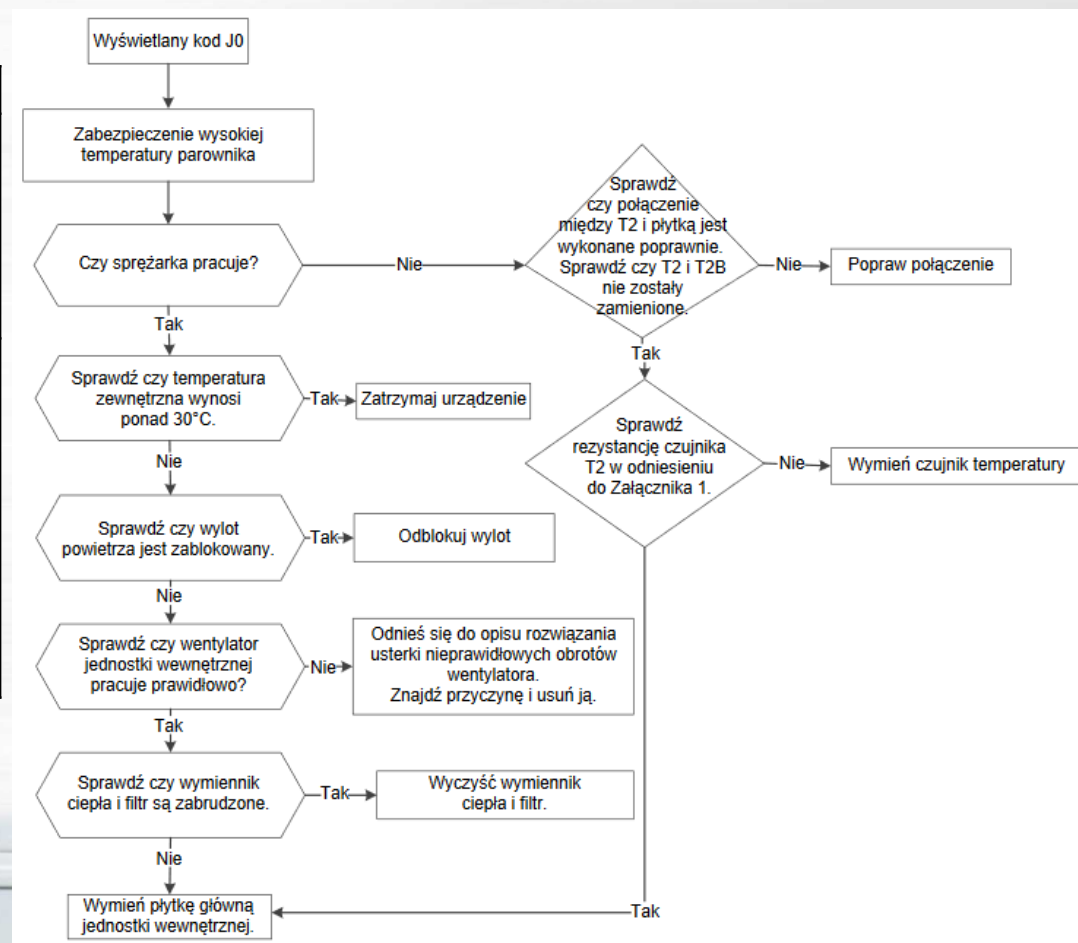 Wyświetlany kod J0
Zabezpieczenie wysokiej
temperatury parownika
Czy sprężarka pracuje?
Nie
Sprawdź
czy połączenie
między T2 i płytką jest
wykonane poprawnie.
Sprawdź czy T2 i T2B
nie zostały
zamienione.
Nie
Popraw połączenie
Tak
Tak
Sprawdź czy temperatura
zewnętrzna wynosi
ponad 30°C.
Tak
Zatrzymaj urządzenie
Sprawdź
rezystancję czujnika
T2 w odniesieniu
do Załącznika 1.
Nie
Wymień czujnik temperatury
Nie
Sprawdź czy wylot
powietrza jest zablokowany.
Tak
Odblokuj wylot
Nie
Sprawdź czy wentylator
jednostki wewnętrznej
pracuje prawidłowo?
Nie
Odnieś się do opisu rozwiązania
usterki nieprawidłowych obrotów
wentylatora.
Znajdź przyczynę i usuń ją.
Tak
Sprawdź czy wymiennik
ciepła i filtr są zabrudzone.
Tak
Wyczyść wymiennik
ciepła i filtr.
Nie
Wymień płytkę główną
jednostki wewnętrznej.
Tak